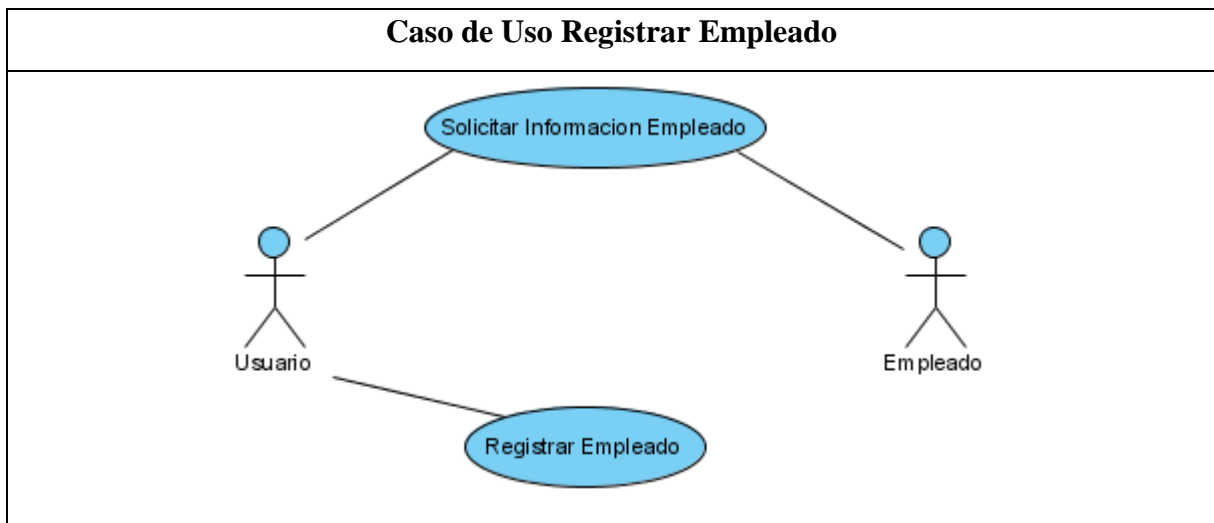 Caso de Uso Registrar Empleado
Solicitar Informacion Empleado
Usuario
Empleado
Registrar Empleado